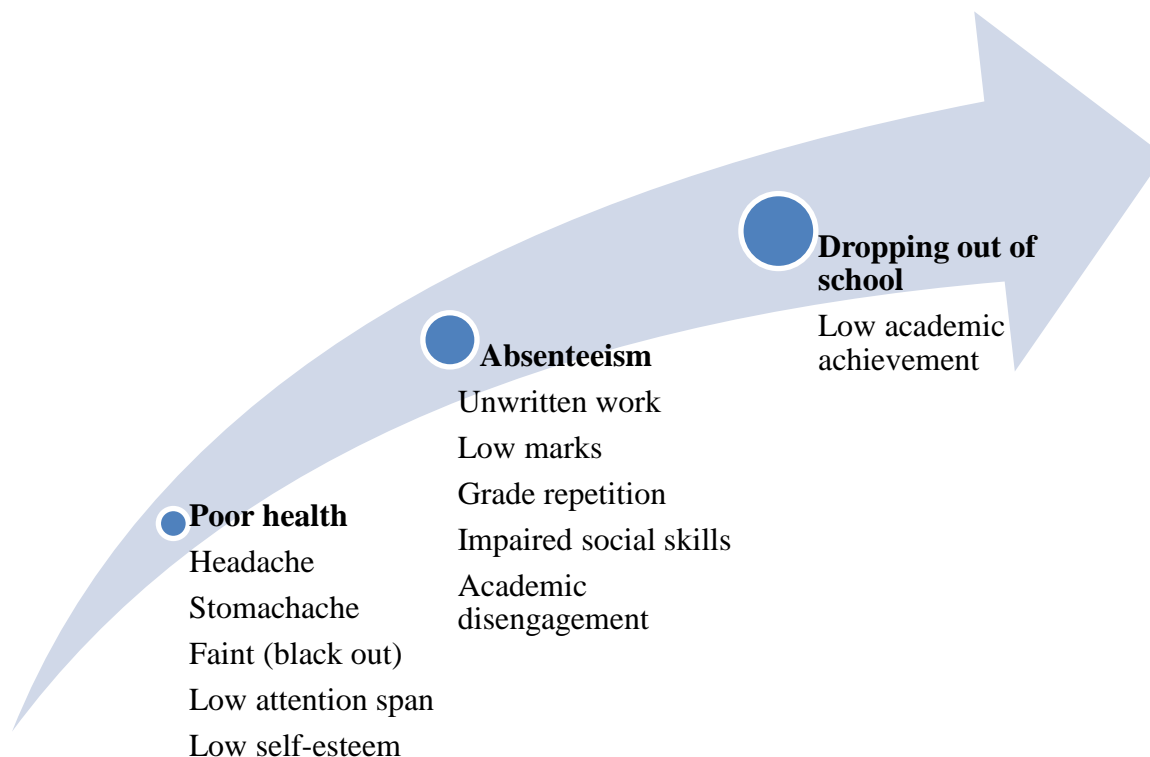 Poor health
Headache
Stomachache
Faint (black out)
Low attention span
Low self-esteem
Absenteeism
Unwritten work
Low marks
Grade repetition
Impaired social skills
Academic
disengagement
Dropping out of
school
Low academic
achievement